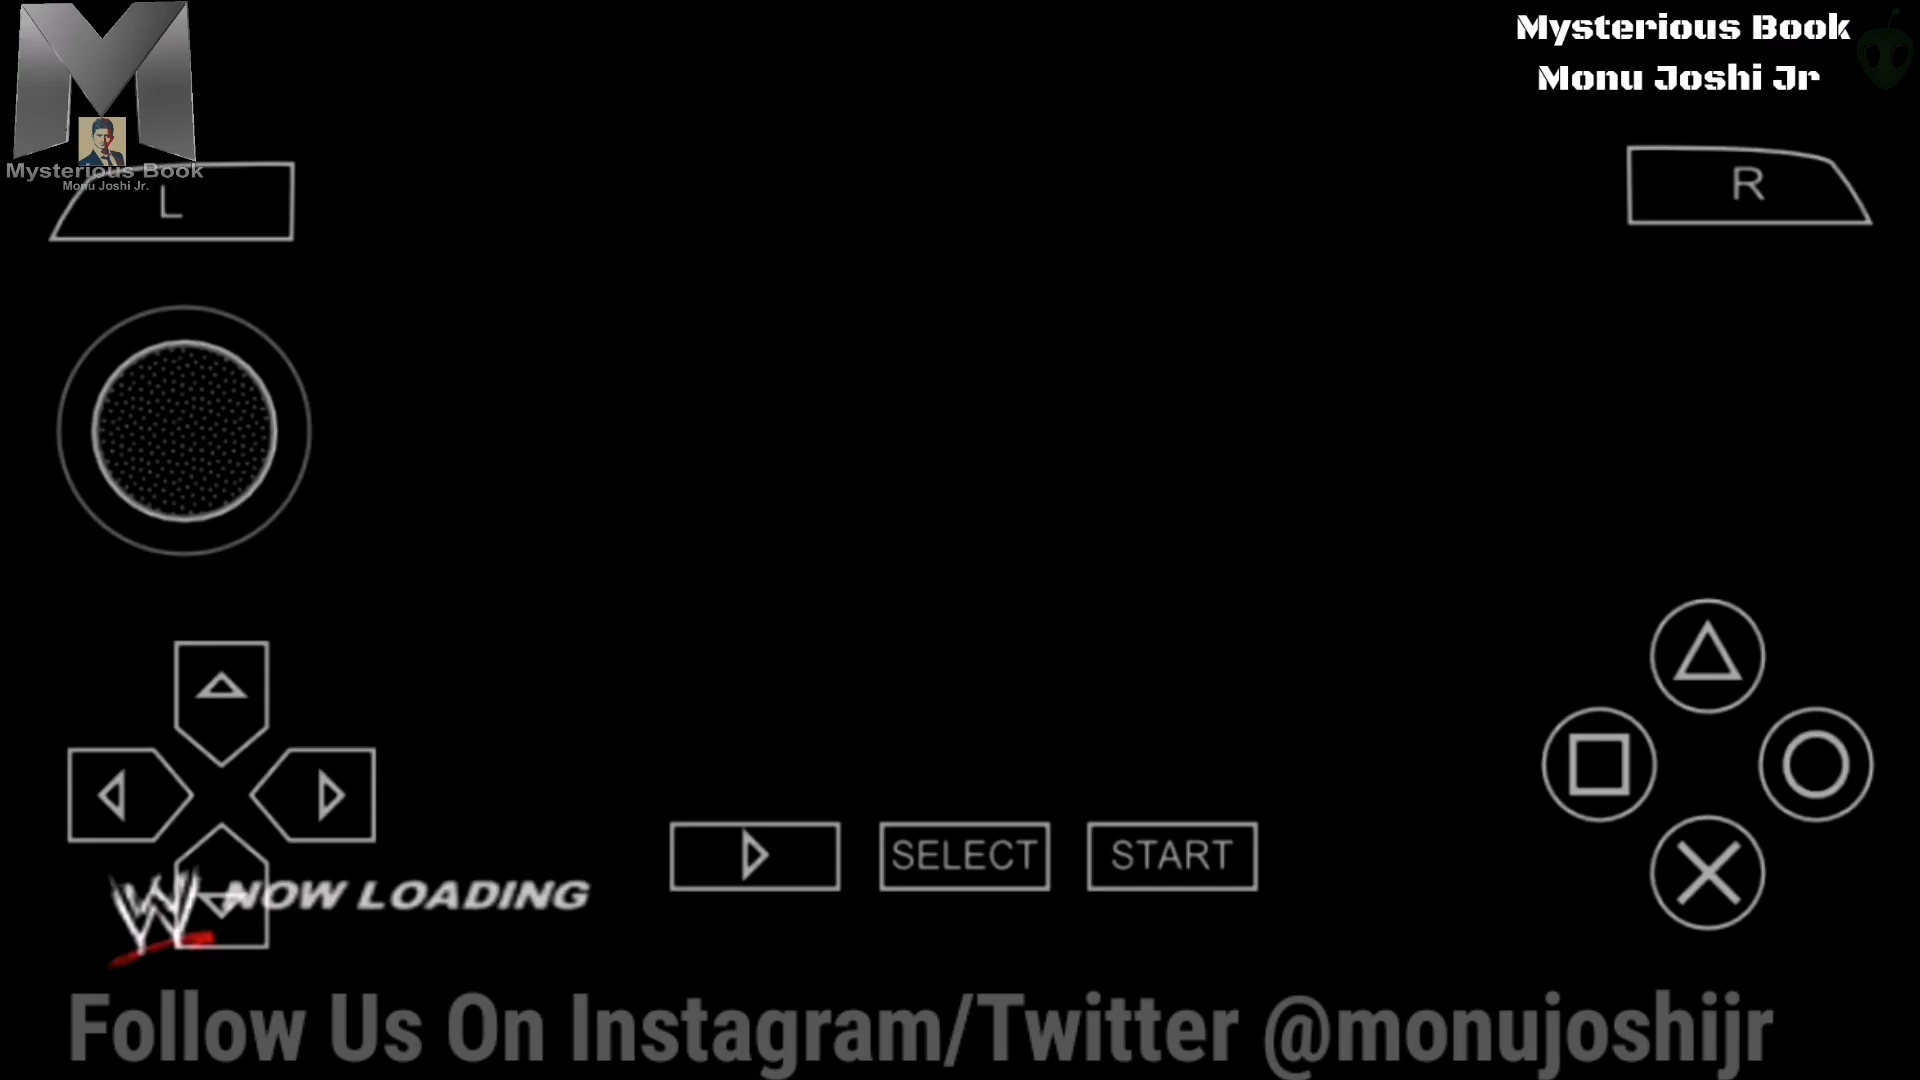 Mysterious Book
Monu Joshi Jr
M
Mysterious Book
Monu Joshi Jr.
L
R
SELECT
START
W NOW LOADING
Follow Us On Instagram/Twitter @monujoshijr